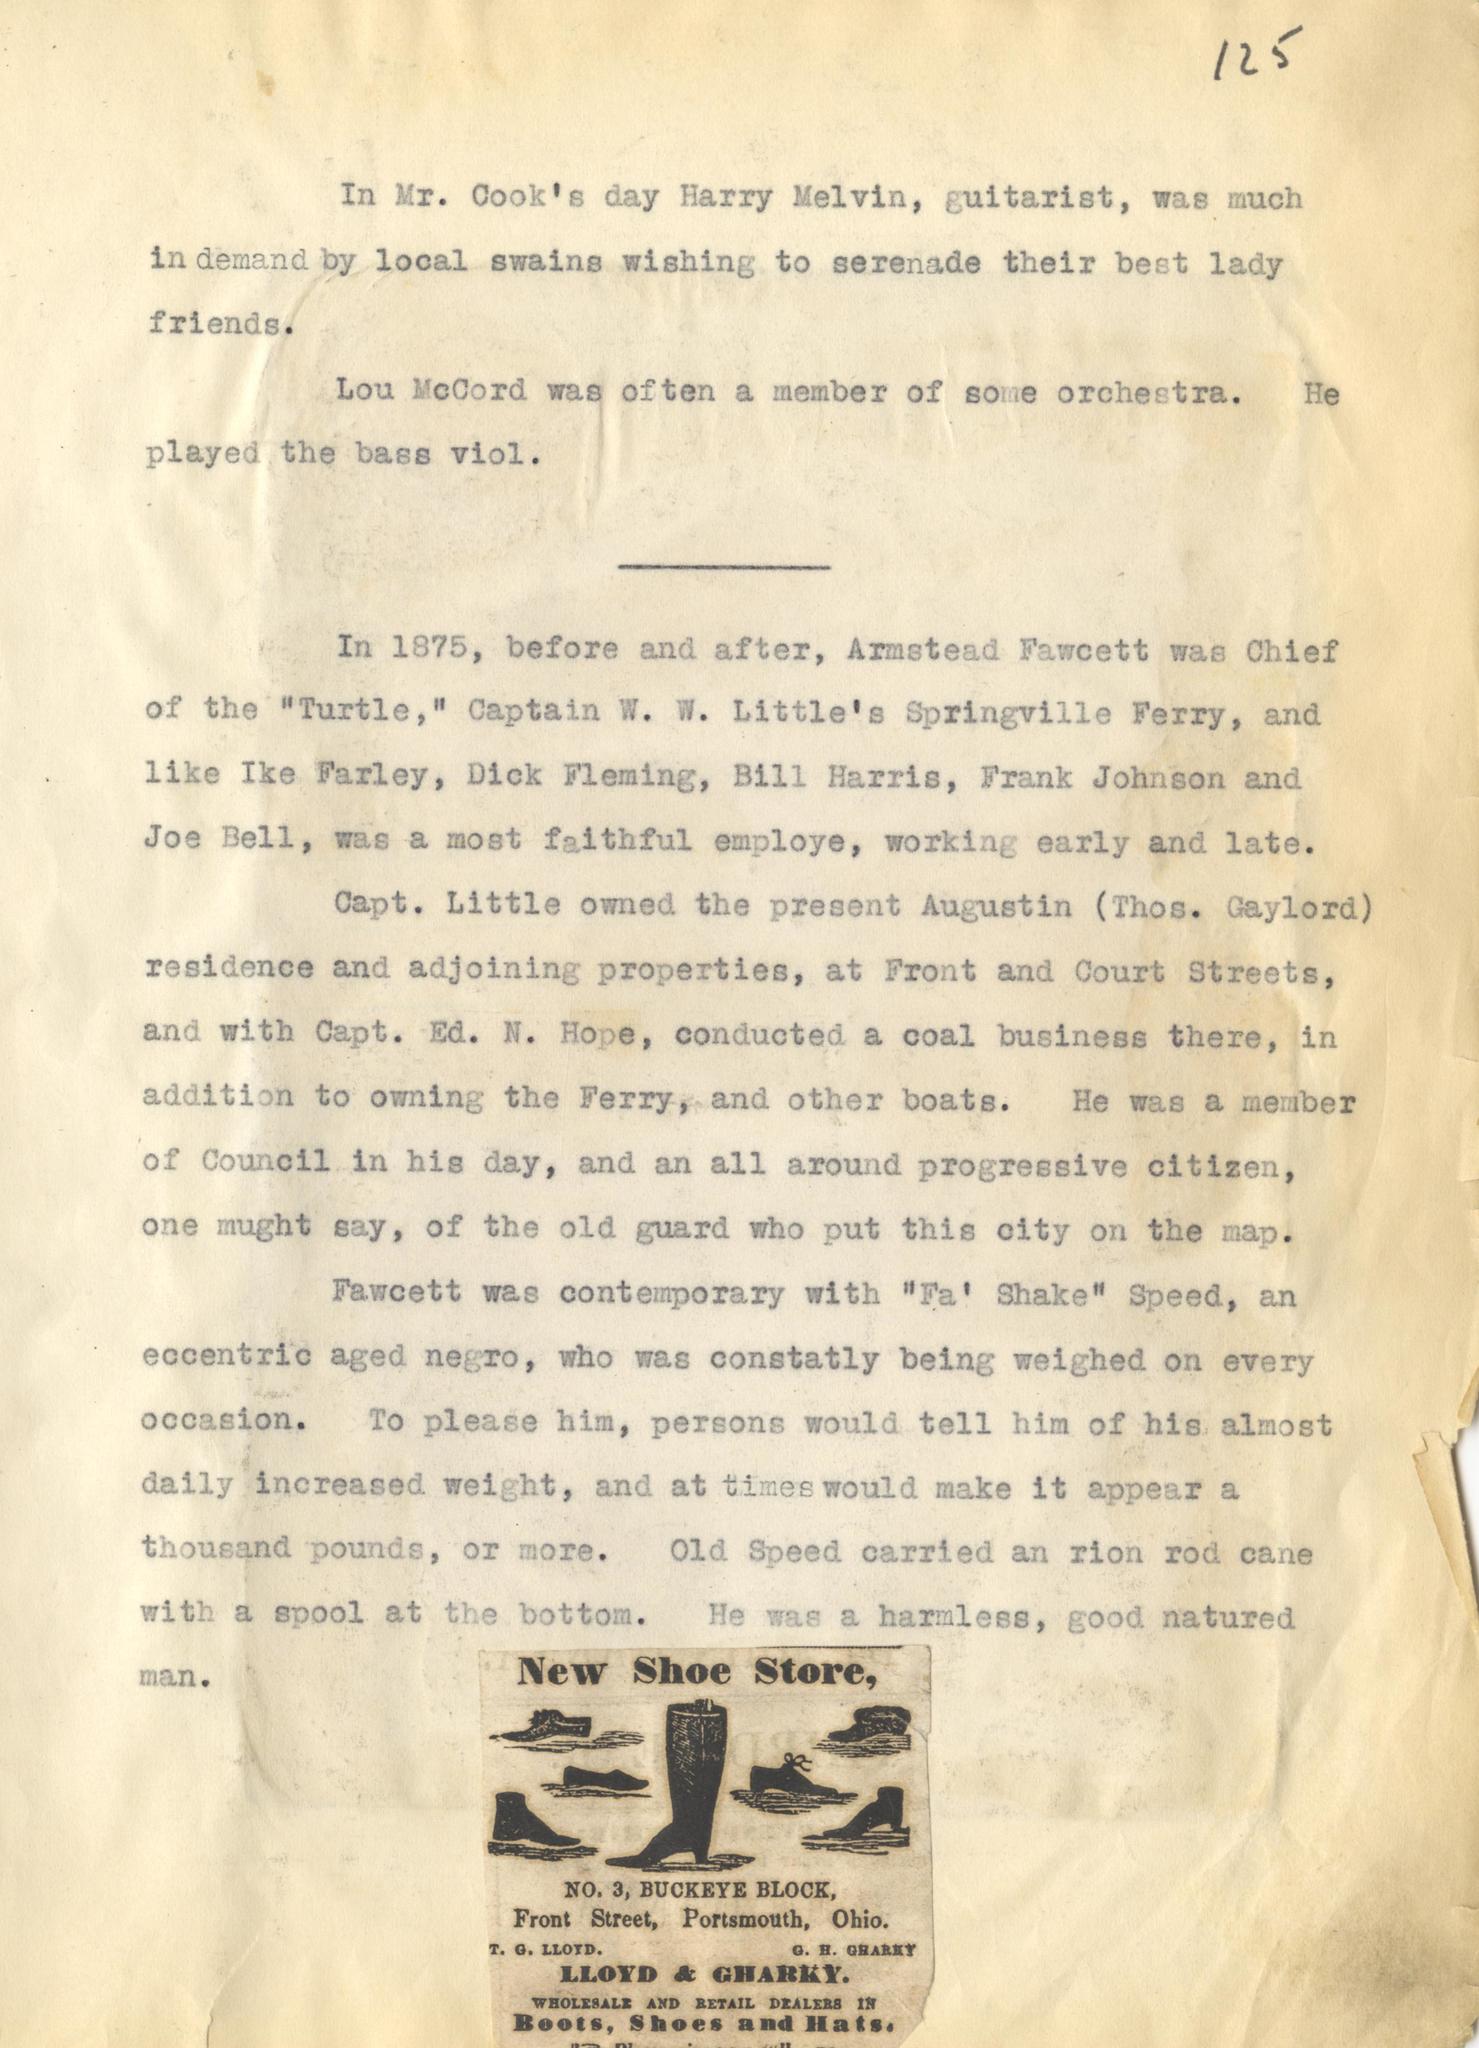 125
In Mr. Cook's day Harry Melvin, guitarist, was much
in demand by local swains wishing to serenade their best lady
friends.
Lou McCord was often a member of some orchestra. He
played the bass viol.
In 1875, before and after, Armstead Fawcett was Chief
of the "Turtle," Captain W. W. Little's Springville Ferry, and
like Ike Farley, Dick Fleming, Bill Harris, Frank Johnson and
Joe Bell, was a most faithful employe, working early and late.
Capt. Little owned the present Augustin (Thos. Gaylord)
residence and adjoining properties, at Front and Court Streets,
and with Capt. Ed. N. Hope, conducted a coal business there, in
addition to owning the Ferry, and other boats. He was a member
of Council in his day, and an all around progressive citizen,
one mught say, of the old guard who put this city on the map.
Fawcett was contemporary with "Fa' Shake" Speed, an
eccentric aged negro, who was constatly being weighed on every
occasion. To please him, persons would tell him of his almost
daily increased weight, and at times would make it appear a
thousand pounds, or more. Old Speed carried an rion rod cane
with a spool at the bottom. He was a harmless, good natured
man.
New Shoe Store,
NO. 3, BUCKEYE BLOCK,
Front Street, Portsmouth, Ohio.
T. G. LLOYD. G. H. GHARKY
LLOYD & GHARKY.
WHOLESALE AND RETAIL DEALERS IN
Boots, Shoes and Hats.